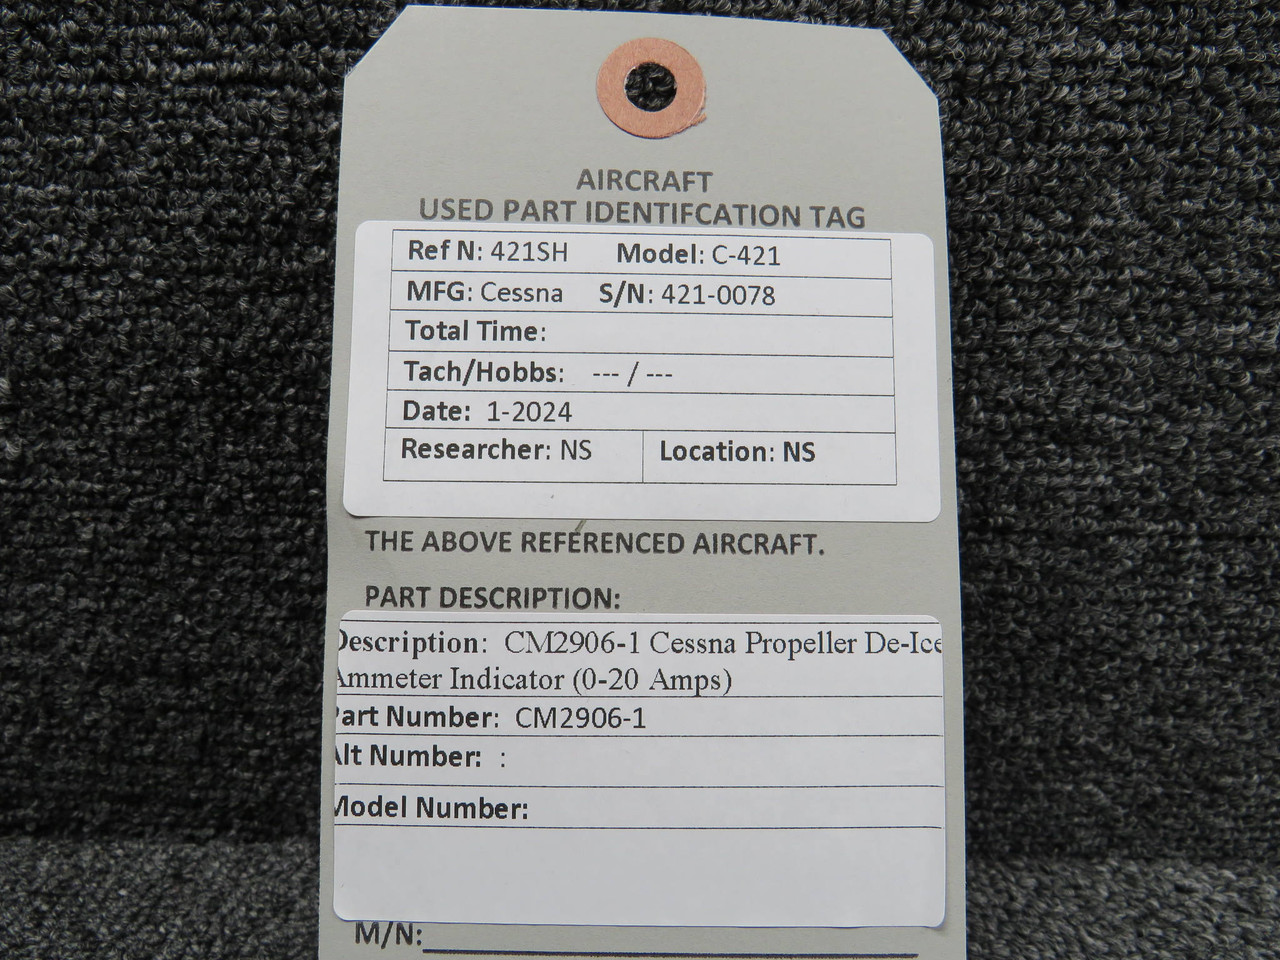 AIRCRAFT
USED PART IDENTIFCATION TAG
Ref N: 421SH Model: C-421
MFG: Cessna S/N: 421-0078
Total Time:
Tach/Hobbs: --- / ---
Date: 1-2024
Researcher: NS Location: NS
THE ABOVE REFERENCED AIRCRAFT.
PART DESCRIPTION:
Description: CM2906-1 Cessna Propeller De-Ice
Ammeter Indicator (0-20 Amps)
Part Number: CM2906-1
Alt Number: :
Model Number:
M/N: